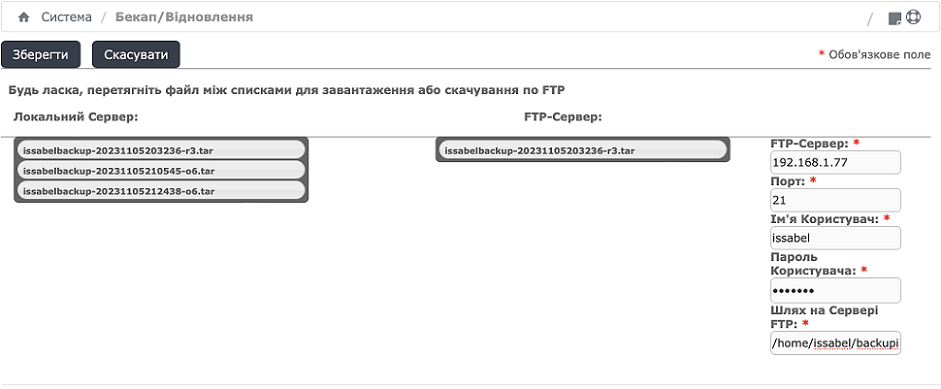 Система / Бекап/Відновлення /
Зберегти Скасувати * Обов'язкове поле
Будь ласка, перетягніть файл між списками для завантаження або скачування по FTP
Локальний Сервер: FTP-Сервер:
issabelbackup-20231105203236-r3.tar
issabelbackup-20231105210545-o6.tar
issabelbackup-20231105212438-o6.tar
issabelbackup-20231105203236-r3.tar
FTP-Сервер: *
192.168.1.77
Порт: *
21
Ім'я Користувач: *
issabel
Пароль
Користувача: *
•••••••
Шлях на Сервері
FTP: *
/home/issabel/backupi